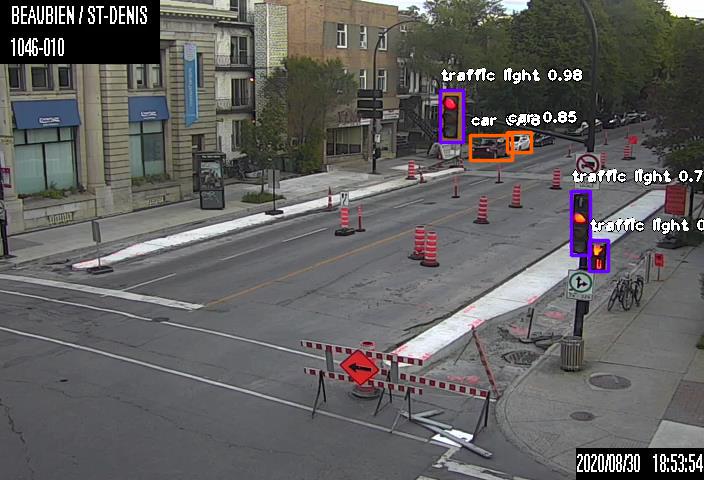 BEAUBIEN / ST-DENIS
1046-010
traffic light 0.98
car
car 0.85
traffic light 0.7
traffic light 0
2020/08/30 18:53:54